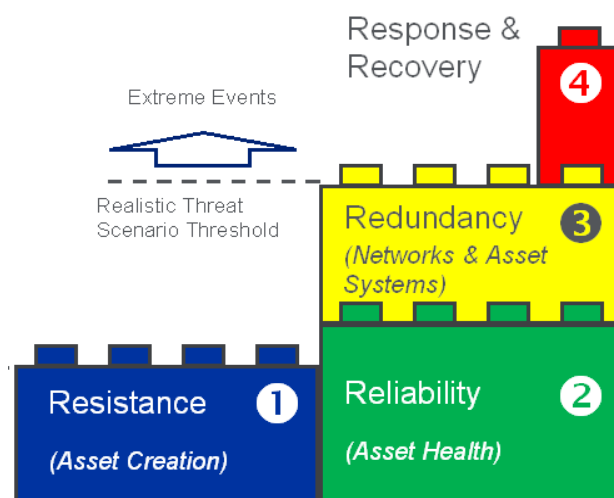 Response &
Recovery
4
Extreme Events
Realistic Threat
Scenario Threshold
Redundancy
3
(Networks & Asset
Systems)
Resistance
1
(Asset Creation)
Reliability
2
(Asset Health)